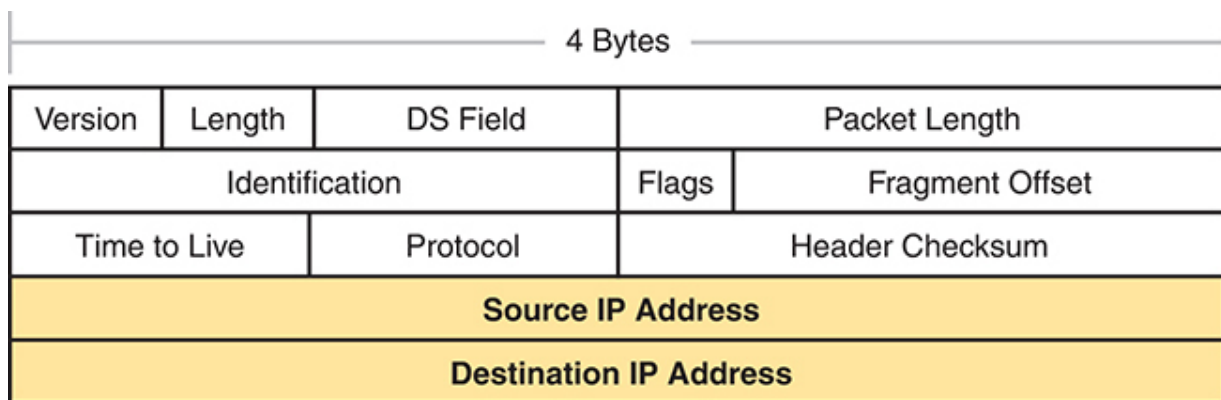 4 Bytes
Version Length DS Field Packet Length
Identification Flags Fragment Offset
Time to Live Protocol Header Checksum
Source IP Address
Destination IP Address